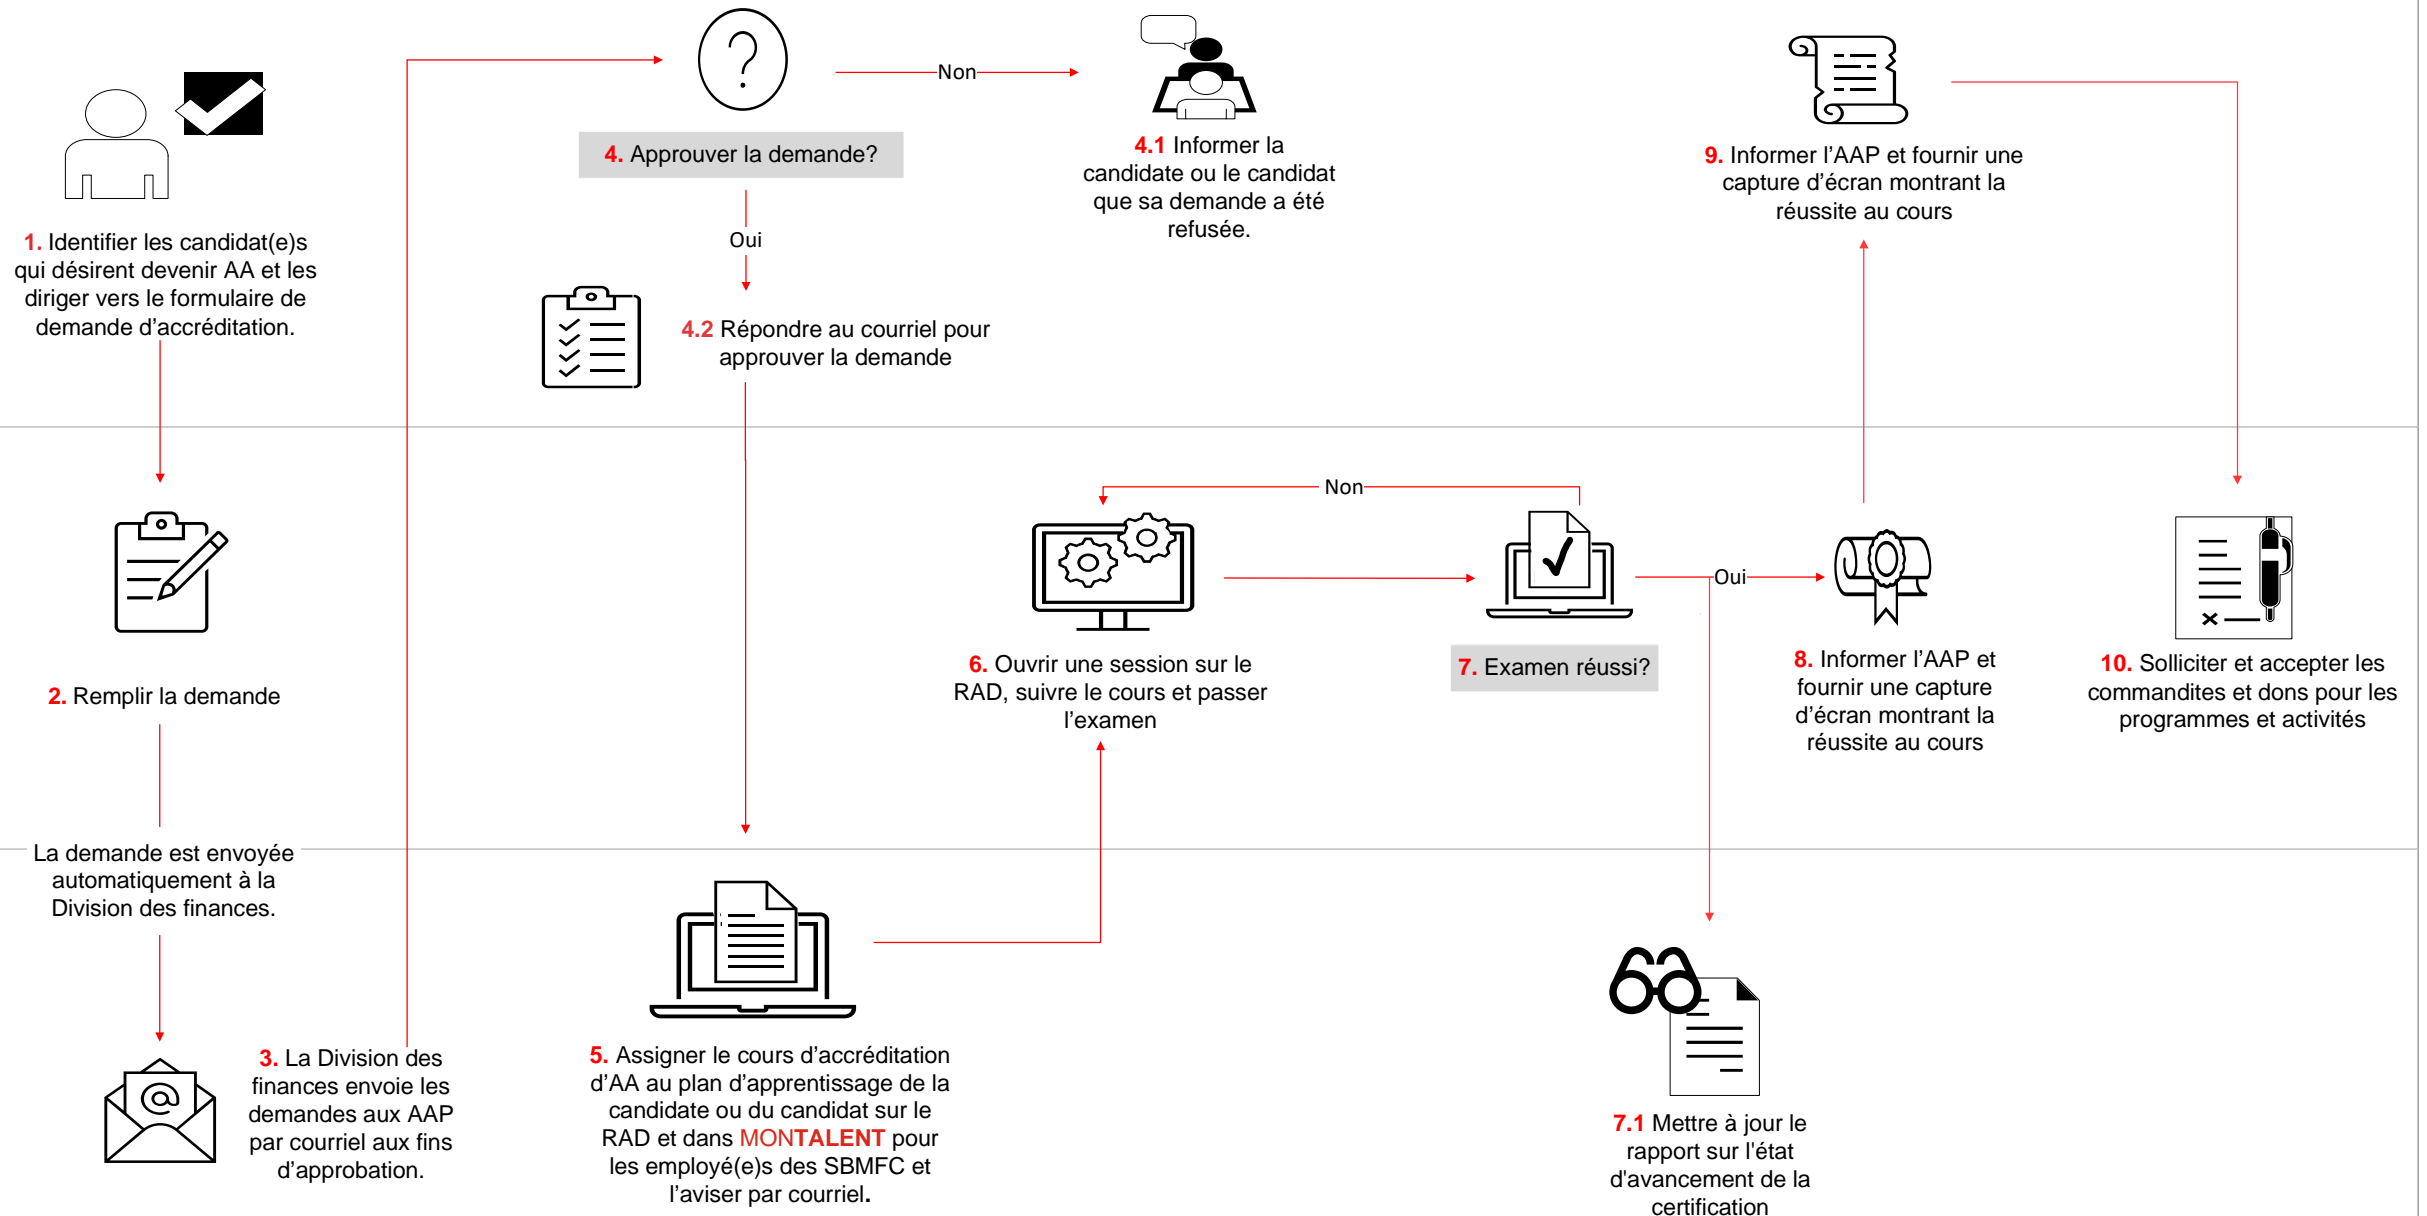 1. Identifier les candidat(e)s
qui désirent devenir AA et les
diriger vers le formulaire de
demande d'accréditation.
2. Remplir la demande
La demande est envoyée
automatiquement à la
Division des finances.
3. La Division des
finances envoie les
demandes aux AAP
par courriel aux fins
d'approbation.
4. Approuver la demande?
Non
4.1 Informer la
candidate ou le candidat
que sa demande a été
refusée.
Oui
4.2 Répondre au courriel pour
approuver la demande
5. Assigner le cours d'accréditation
d'AA au plan d'apprentissage de la
candidate ou du candidat sur le
RAD et dans MONTALENT pour
les employé(e)s des SBMFC et
l'aviser par courriel.
6. Ouvrir une session sur le
RAD, suivre le cours et passer
l'examen
Non
7. Examen réussi?
Oui
7.1 Mettre à jour le
rapport sur l'état
d'avancement de la
certification
8. Informer l'AAP et
fournir une capture
d'écran montrant la
réussite au cours
9. Informer l'AAP et fournir une
capture d'écran montrant la
réussite au cours
10. Solliciter et accepter les
commandites et dons pour les
programmes et activités